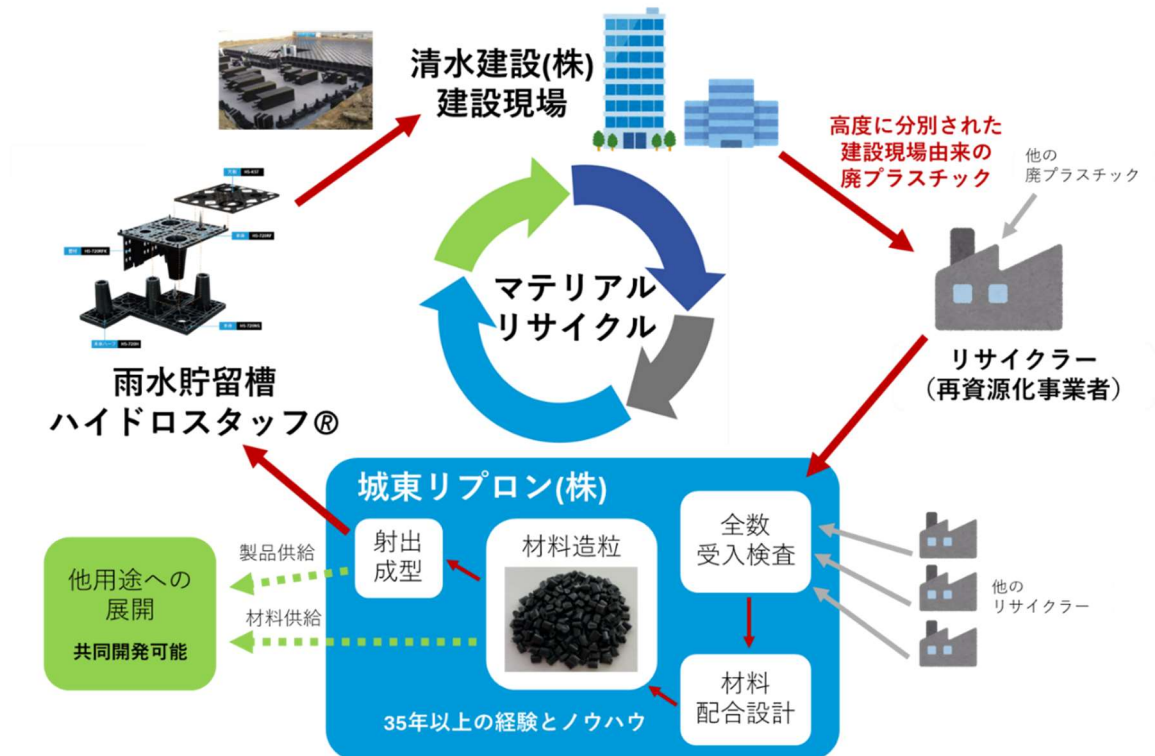 清水建設(株)
建設現場
高度に分別された
建設現場由来の
廃プラスチック
他の
廃プラスチック
マテリアル
リサイクル
リサイクラー
（再資源化事業者）
雨水貯留槽
ハイドロスタッフ®
城東リプロン(株)
全数
受入検査
材料造粒
射出
成型
製品供給
他用途への
展開
共同開発可能
材料供給
他の
リサイクラー
材料
配合設計
35年以上の経験とノウハウ